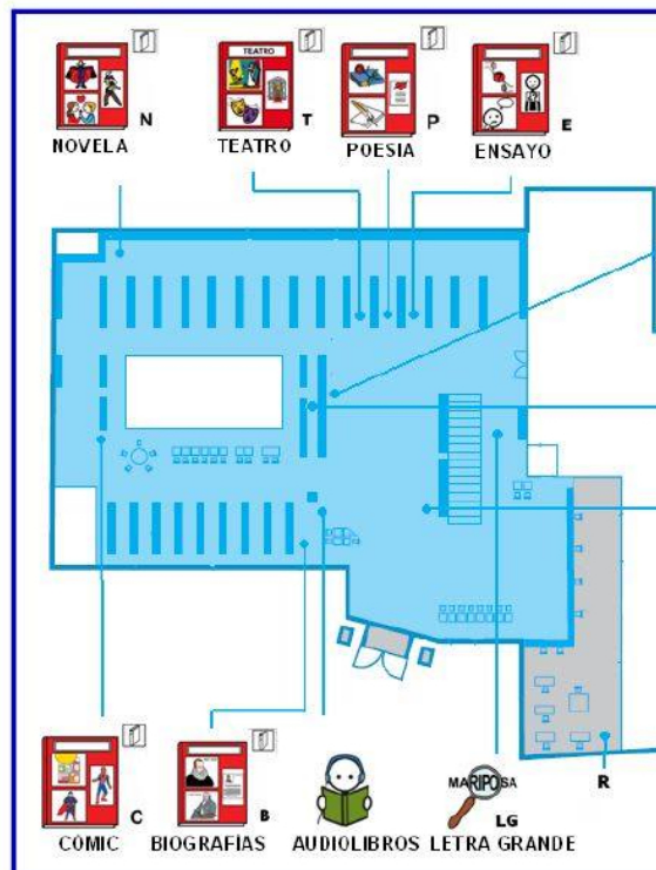 TEATRO
N T P E
NOVELA TEATRO POESIA ENSAYO
R
MARIPOSA
C B LG
CÓMIC BIOGRAFÍAS AUDIOLIBROS LETRA GRANDE